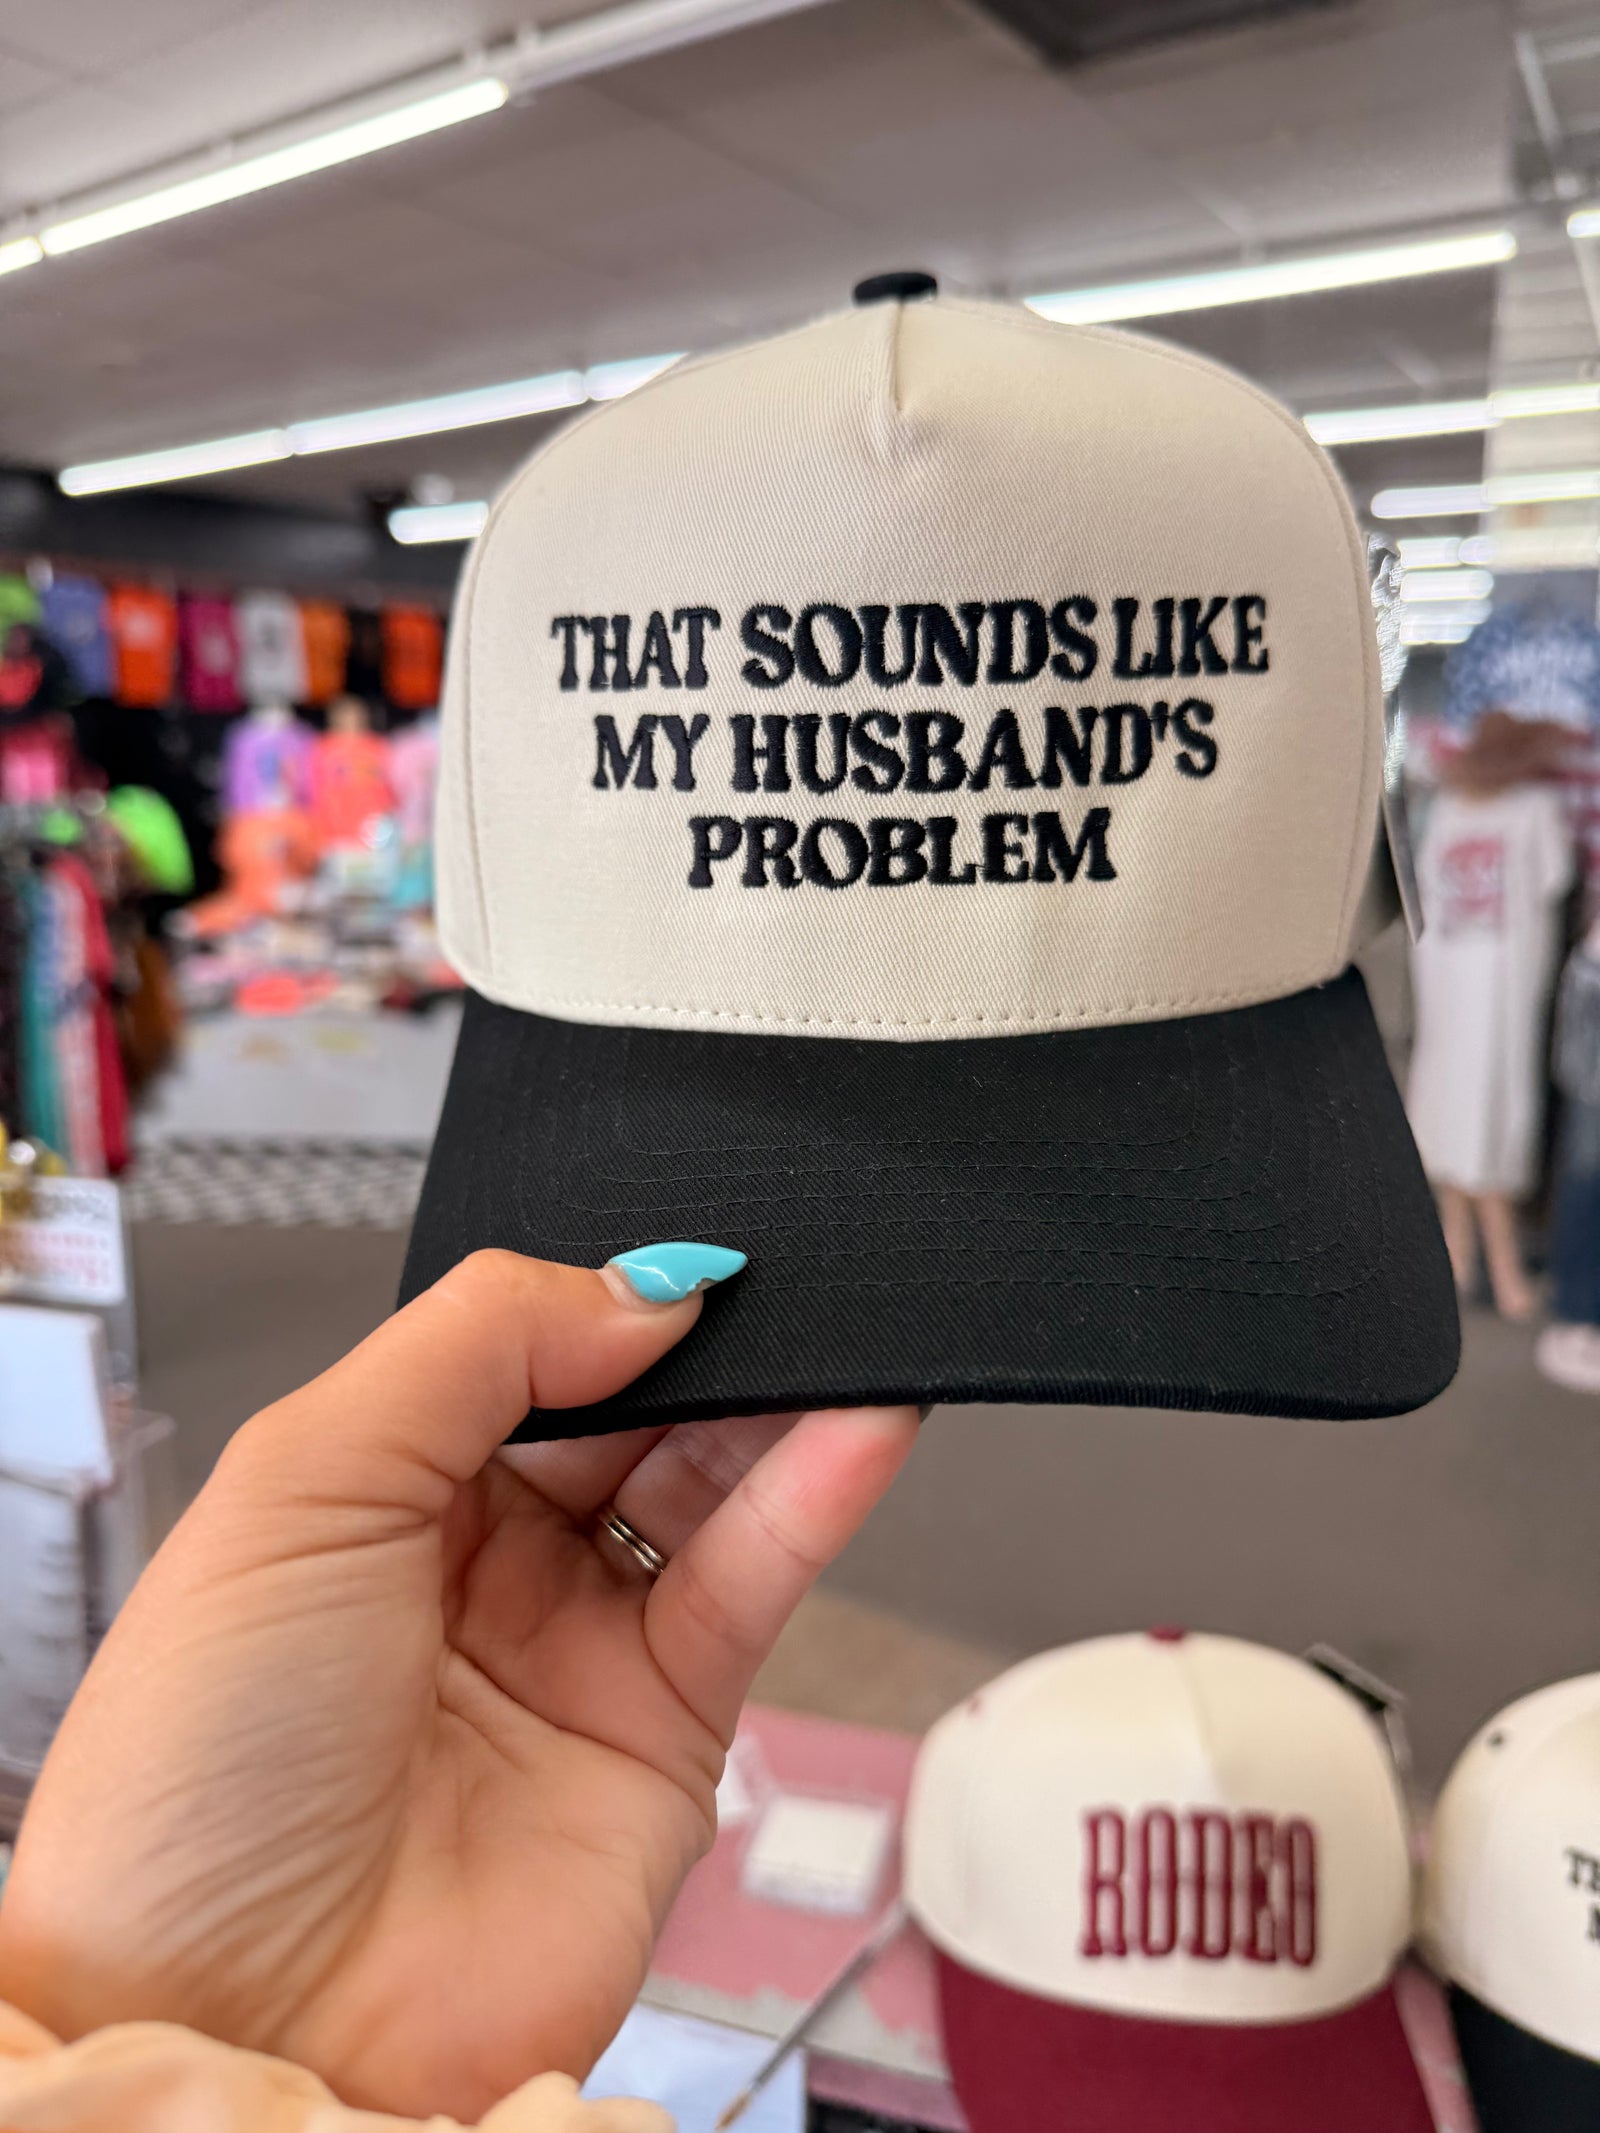 THAT SOUNDS LIKE
MY HUSBAND'S
PROBLEM
RODEO